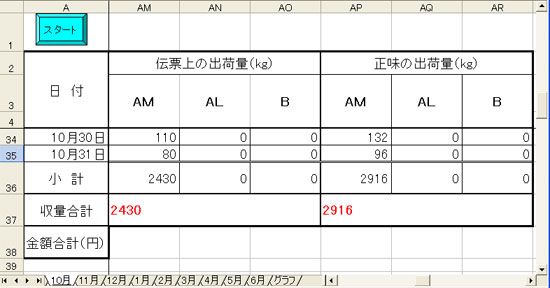 A AM AN AO AP AQ AR
スタート
1
2 伝票上の出荷量(kg) 正味の出荷量(kg)
日 付
3 AM AL B AM AL B
4
34 10月30日 110 0 0 132 0 0
35 10月31日 80 0 0 96 0 0
36 小 計 2430 0 0 2916 0 0
37 収量合計 2430 2916
38 金額合計(円)
39
10月 11月 12月 1月 2月 3月 4月 5月 6月 グラフ